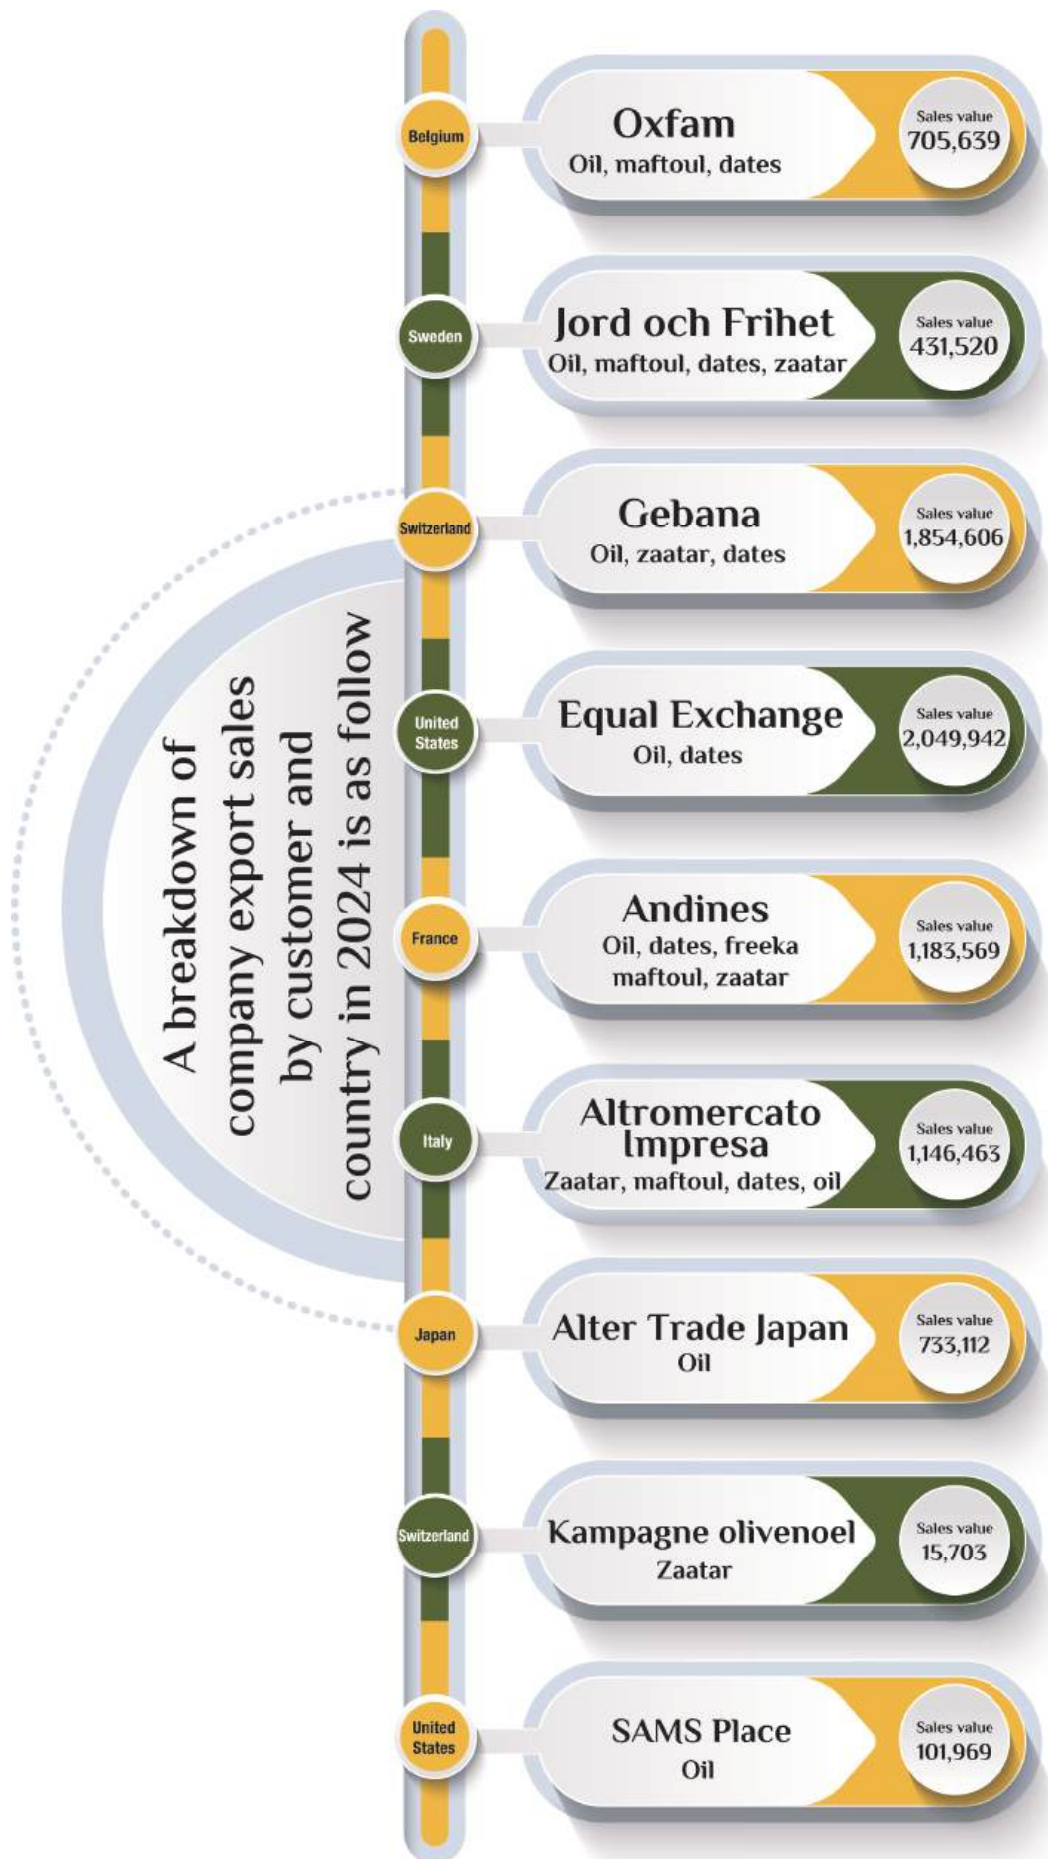 A breakdown of
company export sales
by customer and
country in 2024 is as follow
Belgium
Oxfam
Oil, maftoul, dates
Sales value
705,639
Sweden
Jord och Frihet
Oil, maftoul, dates, zaatar
Sales value
431,520
Switzerland
Gebana
Oil, zaatar, dates
Sales value
1,854,606
United
States
Equal Exchange
Oil, dates
Sales value
2,049,942
France
Andines
Oil, dates, freeka
maftoul, zaatar
Sales value
1,183,569
Italy
Altromercato
Impresa
Zaatar, maftoul, dates, oil
Sales value
1,146,463
Japan
Alter Trade Japan
Oil
Sales value
733,112
Switzerland
Kampagne olivenoel
Zaatar
Sales value
15,703
United
States
SAMS Place
Oil
Sales value
101,969